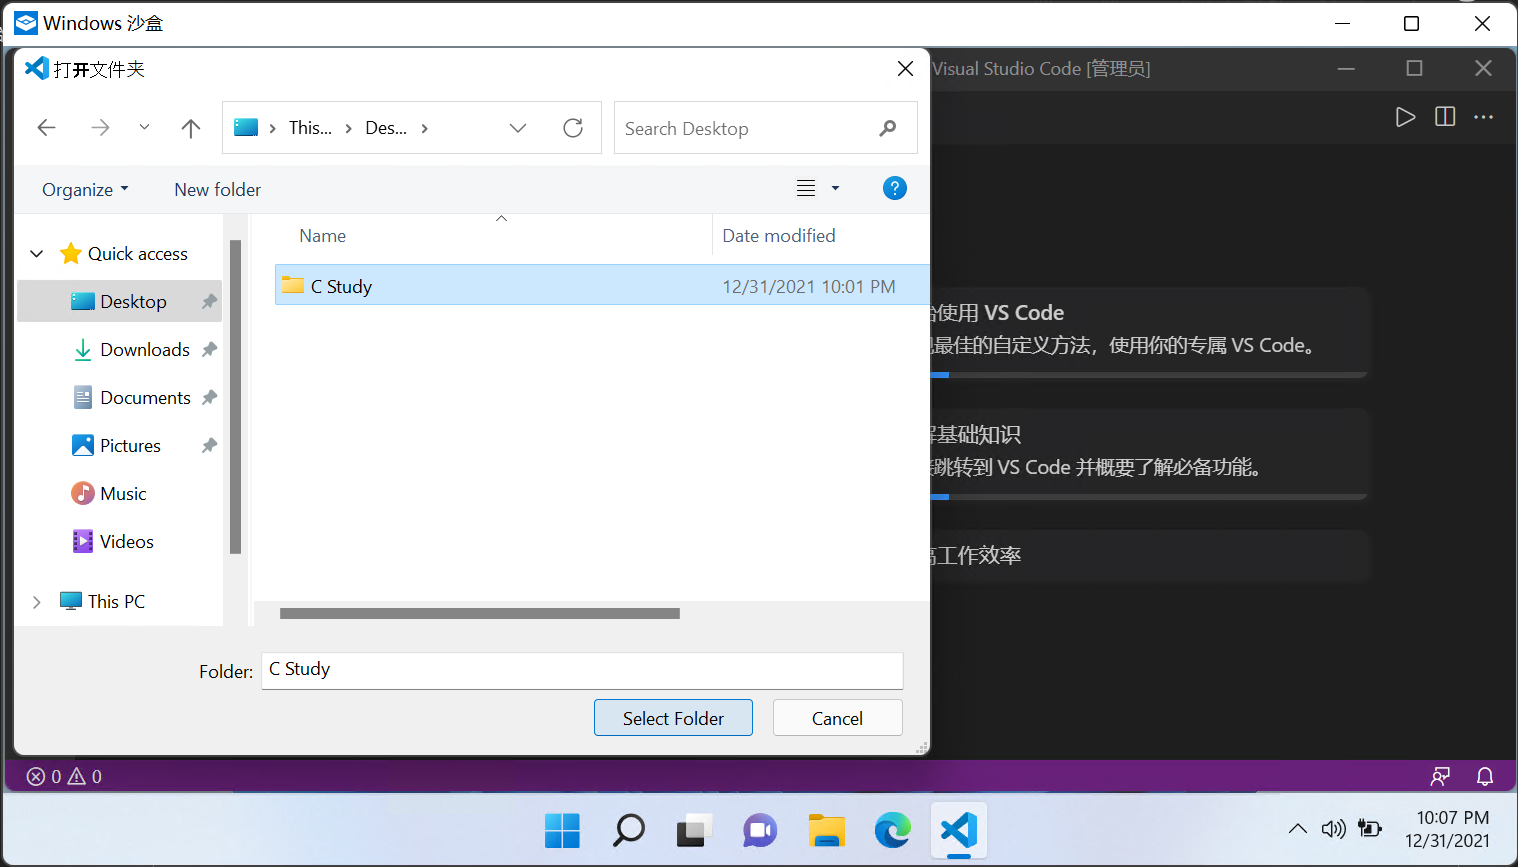 Windows 沙盒
打开文件夹
Visual Studio Code [管理员]
This... Des...
Search Desktop
Organize
New folder
?
Name
Date modified
Quick access
Desktop
Downloads
Documents
Pictures
Music
Videos
This PC
C Study
12/31/2021 10:01 PM
使用 VS Code
最佳的自定义方法，使用你的专属 VS Code。
基础知识
跳转到 VS Code 并概要了解必备功能。
工作效率
Folder:
C Study
Select Folder
Cancel
0
0
10:07 PM
12/31/2021